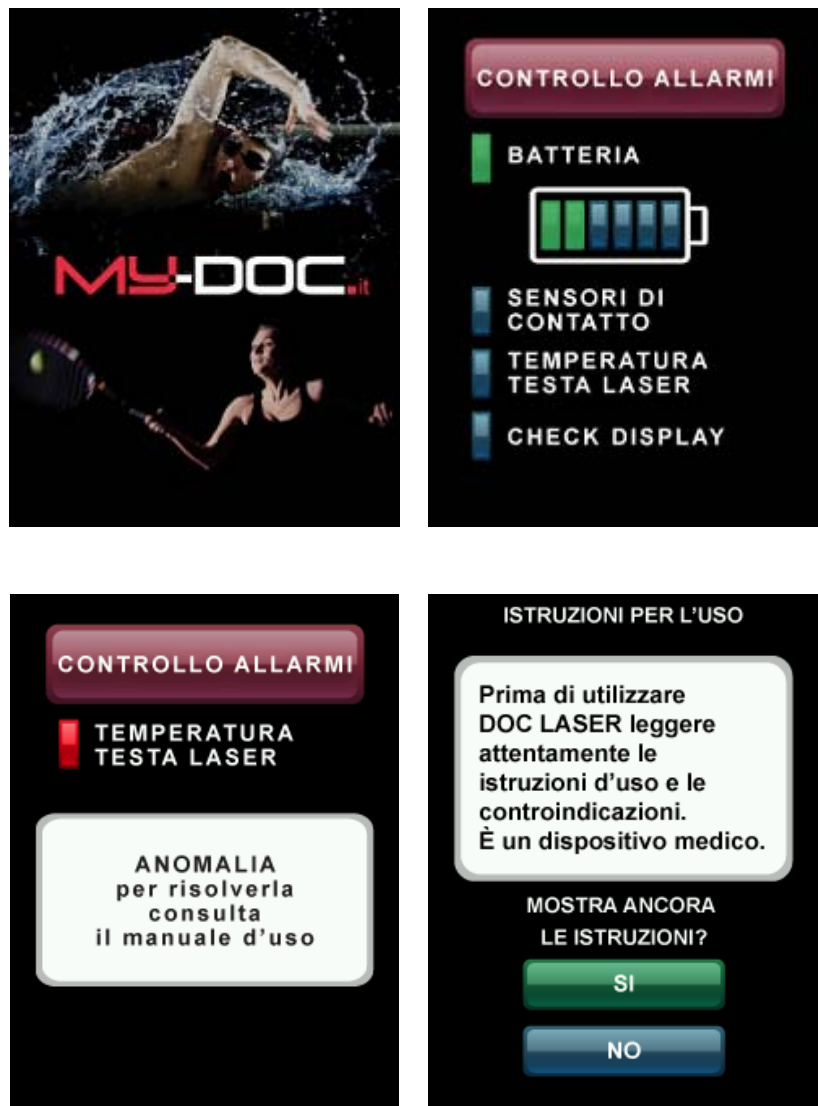 MY-DOC.it
CONTROLLO ALLARMI
BATTERIA
SENSORI DI
CONTATTO
TEMPERATURA
TESTA LASER
CHECK DISPLAY
CONTROLLO ALLARMI
TEMPERATURA
TESTA LASER
ANOMALIA
per risolverla
consulta
il manuale d'uso
ISTRUZIONI PER L'USO
Prima di utilizzare
DOC LASER leggere
attentamente le
istruzioni d'uso e le
controindicazioni.
È un dispositivo medico.
MOSTRA ANCORA
LE ISTRUZIONI?
SI
NO